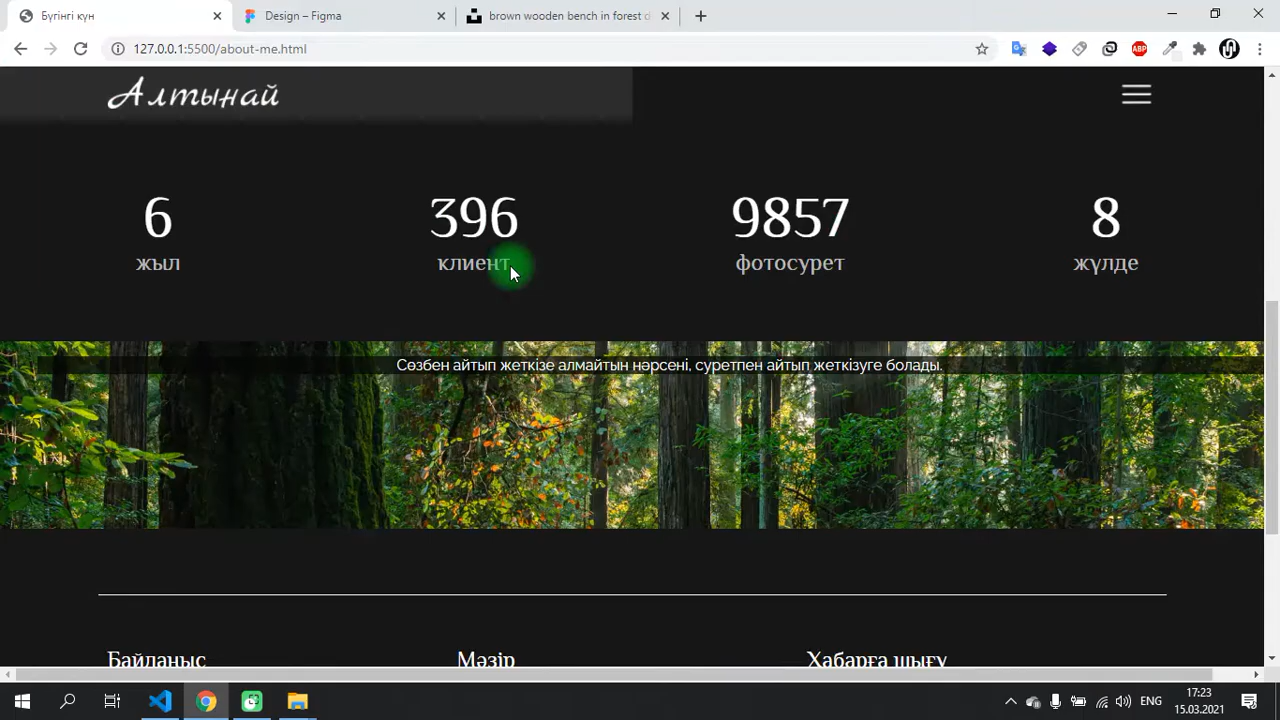 Бүгінгі күн
Design – Figma
brown wooden bench in forest d
127.0.0.1:5500/about-me.html
ABP
Алтынай
6
396
9857
8
жыл
клиент
фотосурет
жүлде
Сөзбен айтып жеткізе алмайтын нәрсені, суретпен айтып жеткізуге болады.
Байланыс
Мәзір
Хабарға шығу
ENG
17:23
15.03.2021